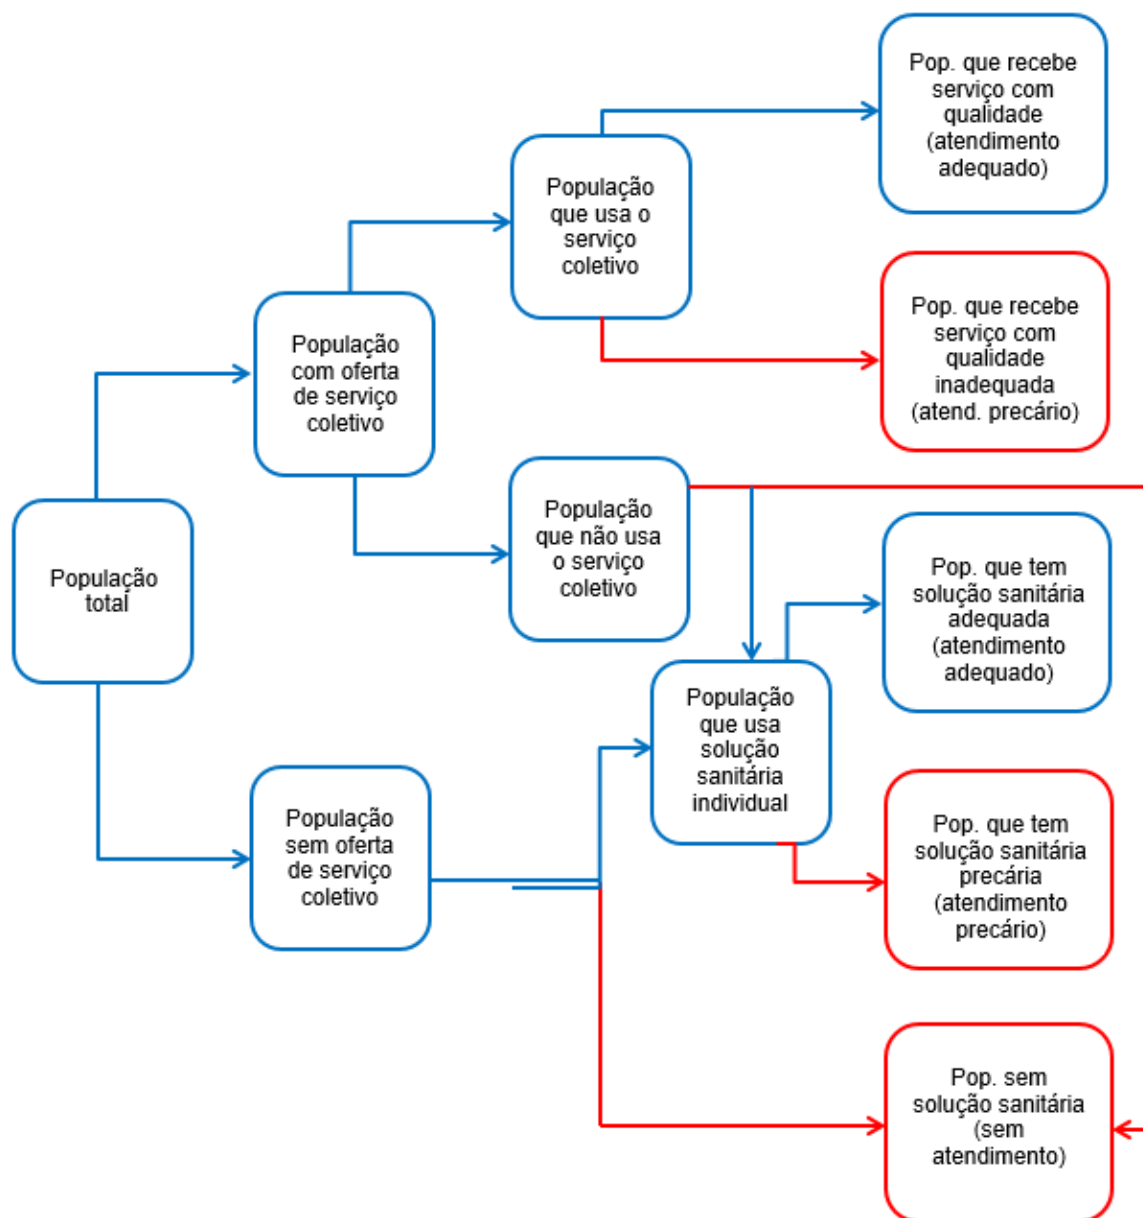 Pop. que recebe
serviço com
qualidade
(atendimento
adequado)
População
que usa o
serviço
coletivo
Pop. que recebe
serviço com
qualidade
inadequada
(atend. precário)
População
com oferta
de serviço
coletivo
População
que não usa
o serviço
coletivo
População
total
Pop. que tem
solução sanitária
adequada
(atendimento
adequado)
População
que usa
solução
sanitária
individual
População
sem oferta
de serviço
coletivo
Pop. que tem
solução sanitária
precária
(atendimento
precário)
Pop. sem
solução sanitária
(sem
atendimento)